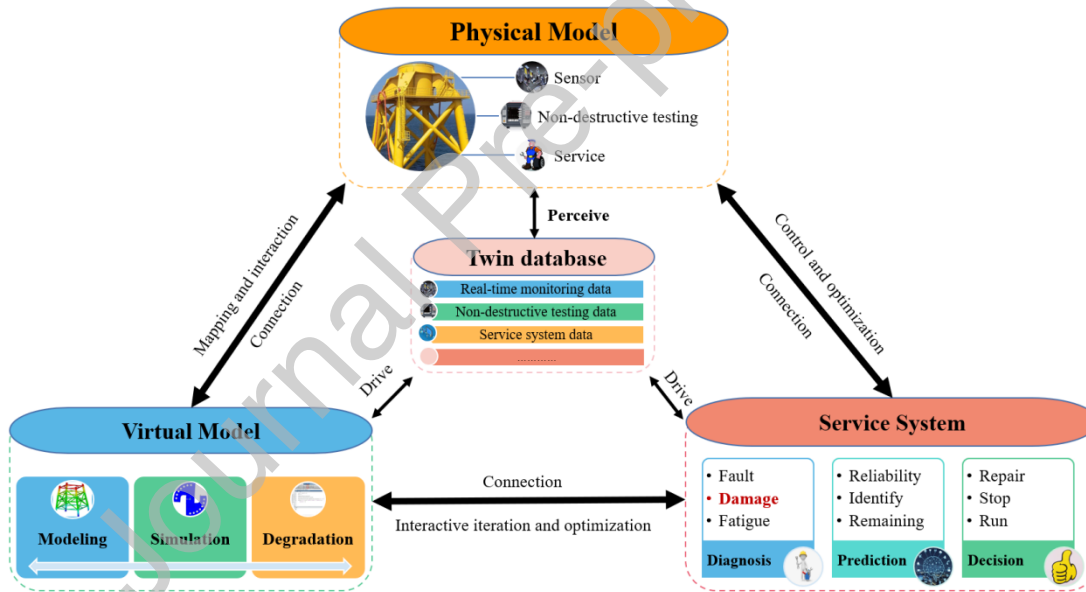 Physical Model
Sensor
Non-destructive testing
Service
Perceive
Mapping and interaction
Connection
Control and optimization
Connection
Twin database
Real-time monitoring data
Non-destructive testing data
Service system data
............
Drive
Drive
Virtual Model
Modeling
Simulation
Degradation
Connection
Interactive iteration and optimization
Service System
• Fault
• Damage
• Fatigue
Diagnosis
• Reliability
• Identify
• Remaining
Prediction
• Repair
• Stop
• Run
Decision
Journal Pre-p